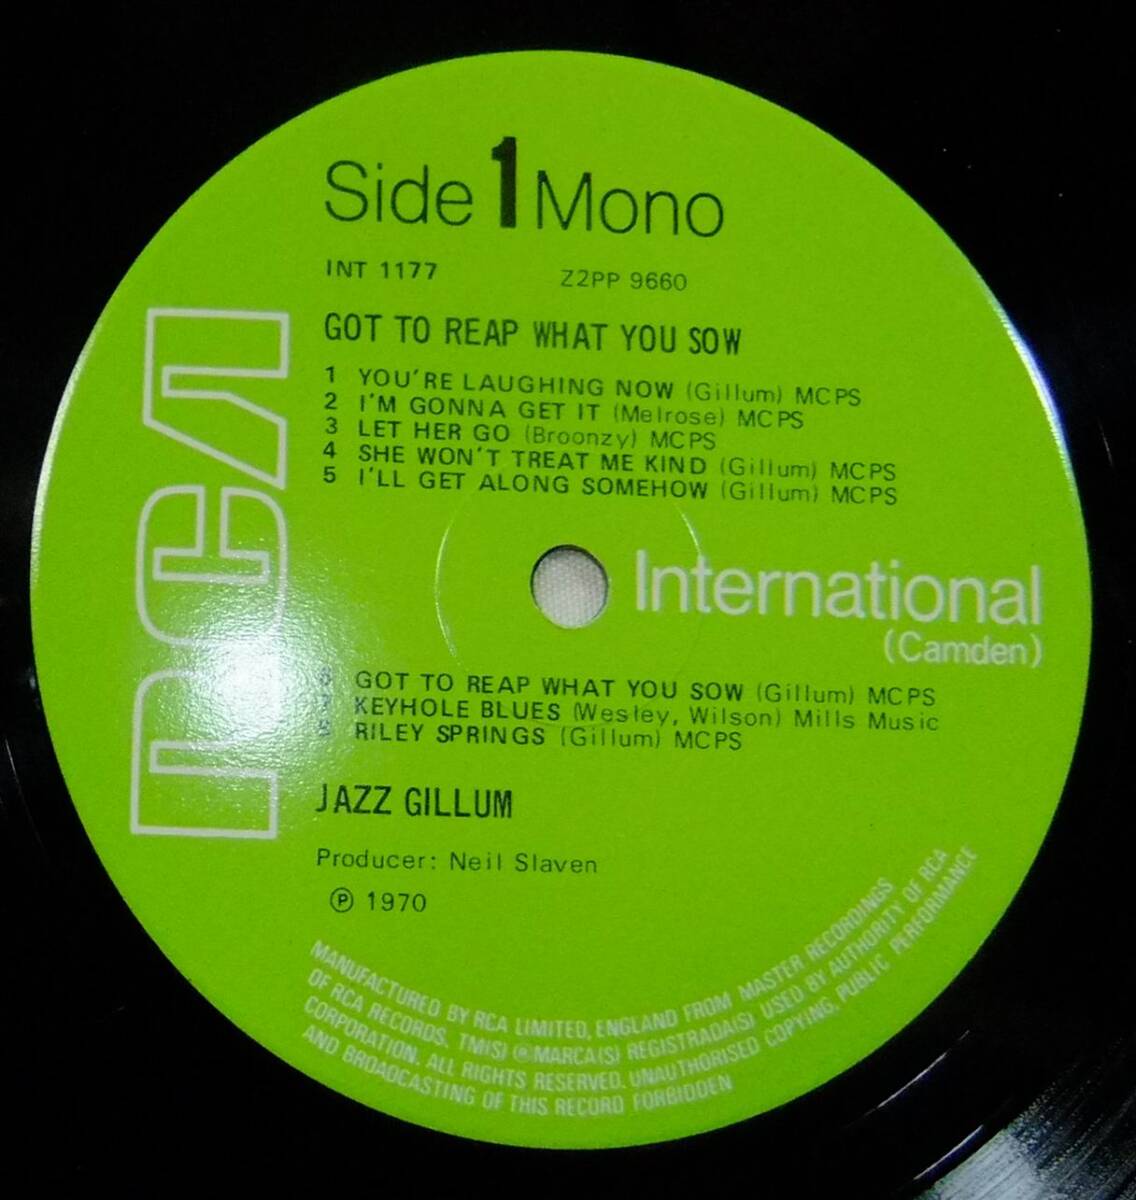 Side 1 Mono
INT 1177 Z2PP 9660
GOT TO REAP WHAT YOU SOW
1 YOU'RE LAUGHING NOW (Gillum) MCPS
2 I'M GONNA GET IT (Melrose) MCPS
3 LET HER GO (Broonzy) MCPS
4 SHE WON'T TREAT ME KIND (Gillum) MCPS
5 I'LL GET ALONG SOMEHOW (Gillum) MCPS
RCA
International
(Camden)
6 GOT TO REAP WHAT YOU SOW (Gillum) MCPS
7 KEYHOLE BLUES (Wesley, Wilson) Mills Music
RILEY SPRINGS (Gillum) MCPS
JAZZ GILLUM
Producer: Neil Slaven
℗ 1970
MANUFACTURED BY RCA LIMITED, ENGLAND FROM MASTER RECORDINGS
OF RCA RECORDS. TM(S) ® MARCA(S) REGISTRADA(S) USED BY AUTHORITY OF RCA
CORPORATION. ALL RIGHTS RESERVED. UNAUTHORISED COPYING, PUBLIC PERFORMANCE
AND BROADCASTING OF THIS RECORD FORBIDDEN